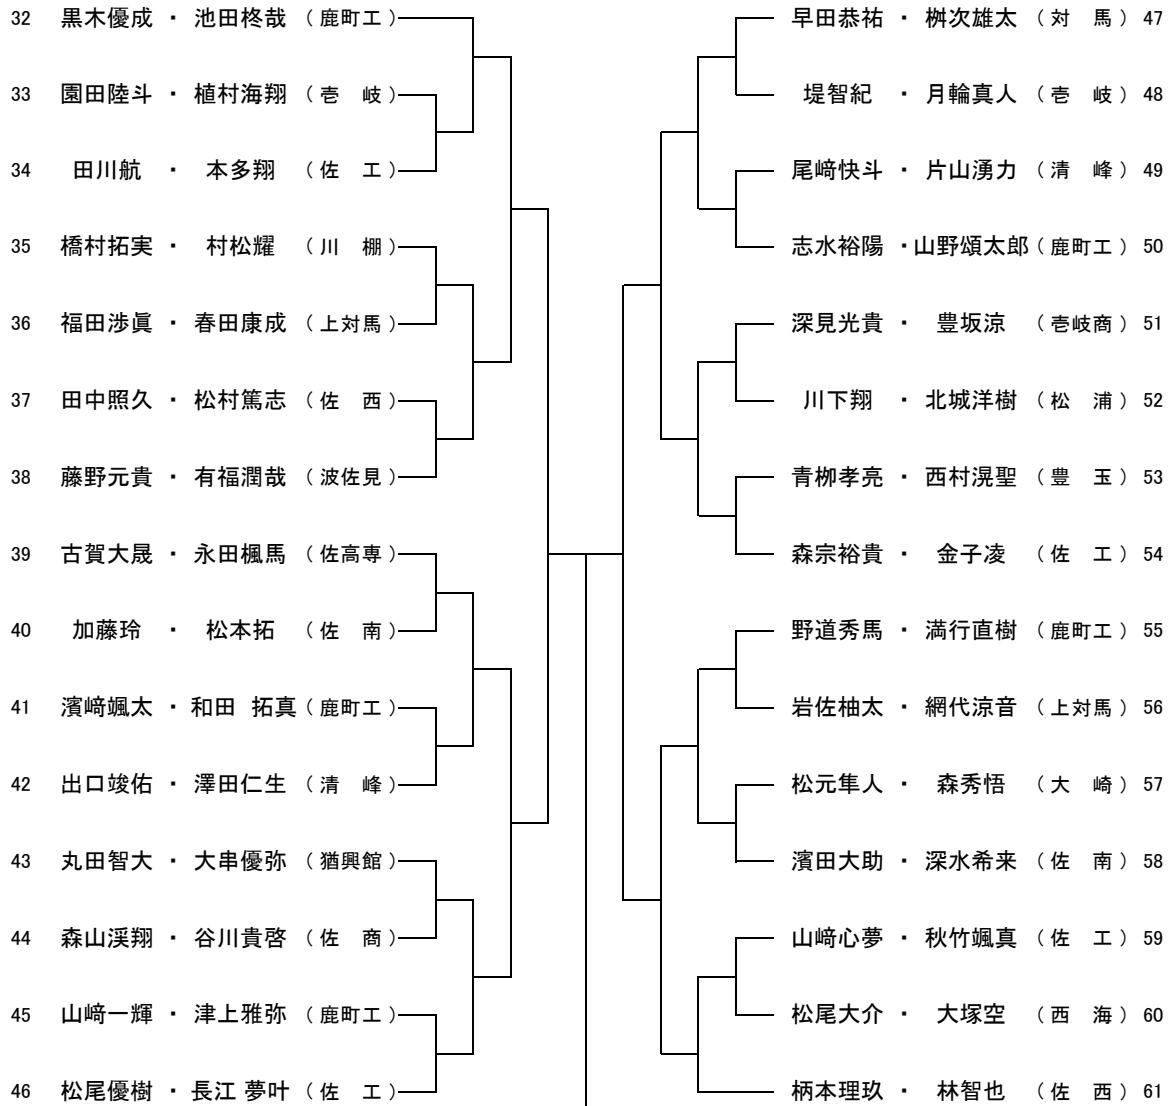 32 黒木優成 ・ 池田柊哉 （鹿町工）
33 園田陸斗 ・ 植村海翔 （壱　岐）
34 田川航 ・ 本多翔 （佐　工）
35 橋村拓実 ・ 村松耀 （川　棚）
36 福田渉眞 ・ 春田康成 （上対馬）
37 田中照久 ・ 松村篤志 （佐　西）
38 藤野元貴 ・ 有福潤哉 （波佐見）
39 古賀大晟 ・ 永田楓馬 （佐高専）
40 加藤玲 ・ 松本拓 （佐　南）
41 濱﨑颯太 ・ 和田 拓真 （鹿町工）
42 出口竣佑 ・ 澤田仁生 （清　峰）
43 丸田智大 ・ 大串優弥 （猶興館）
44 森山渓翔 ・ 谷川貴啓 （佐　商）
45 山﨑一輝 ・ 津上雅弥 （鹿町工）
46 松尾優樹 ・ 長江 夢叶 （佐　工）
早田恭祐 ・ 桝次雄太 （対　馬） 47
堤智紀 ・ 月輪真人 （壱　岐） 48
尾﨑快斗 ・ 片山湧力 （清　峰） 49
志水裕陽 ・ 山野頌太郎 （鹿町工） 50
深見光貴 ・ 豊坂涼 （壱岐商） 51
川下翔 ・ 北城洋樹 （松　浦） 52
青栁孝亮 ・ 西村滉聖 （豊　玉） 53
森宗裕貴 ・ 金子凌 （佐　工） 54
野道秀馬 ・ 満行直樹 （鹿町工） 55
岩佐柚太 ・ 網代涼音 （上対馬） 56
松元隼人 ・ 森秀悟 （大　崎） 57
濱田大助 ・ 深水希来 （佐　南） 58
山﨑心夢 ・ 秋竹颯真 （佐　工） 59
松尾大介 ・ 大塚空 （西　海） 60
柄本理玖 ・ 林智也 （佐　西） 61